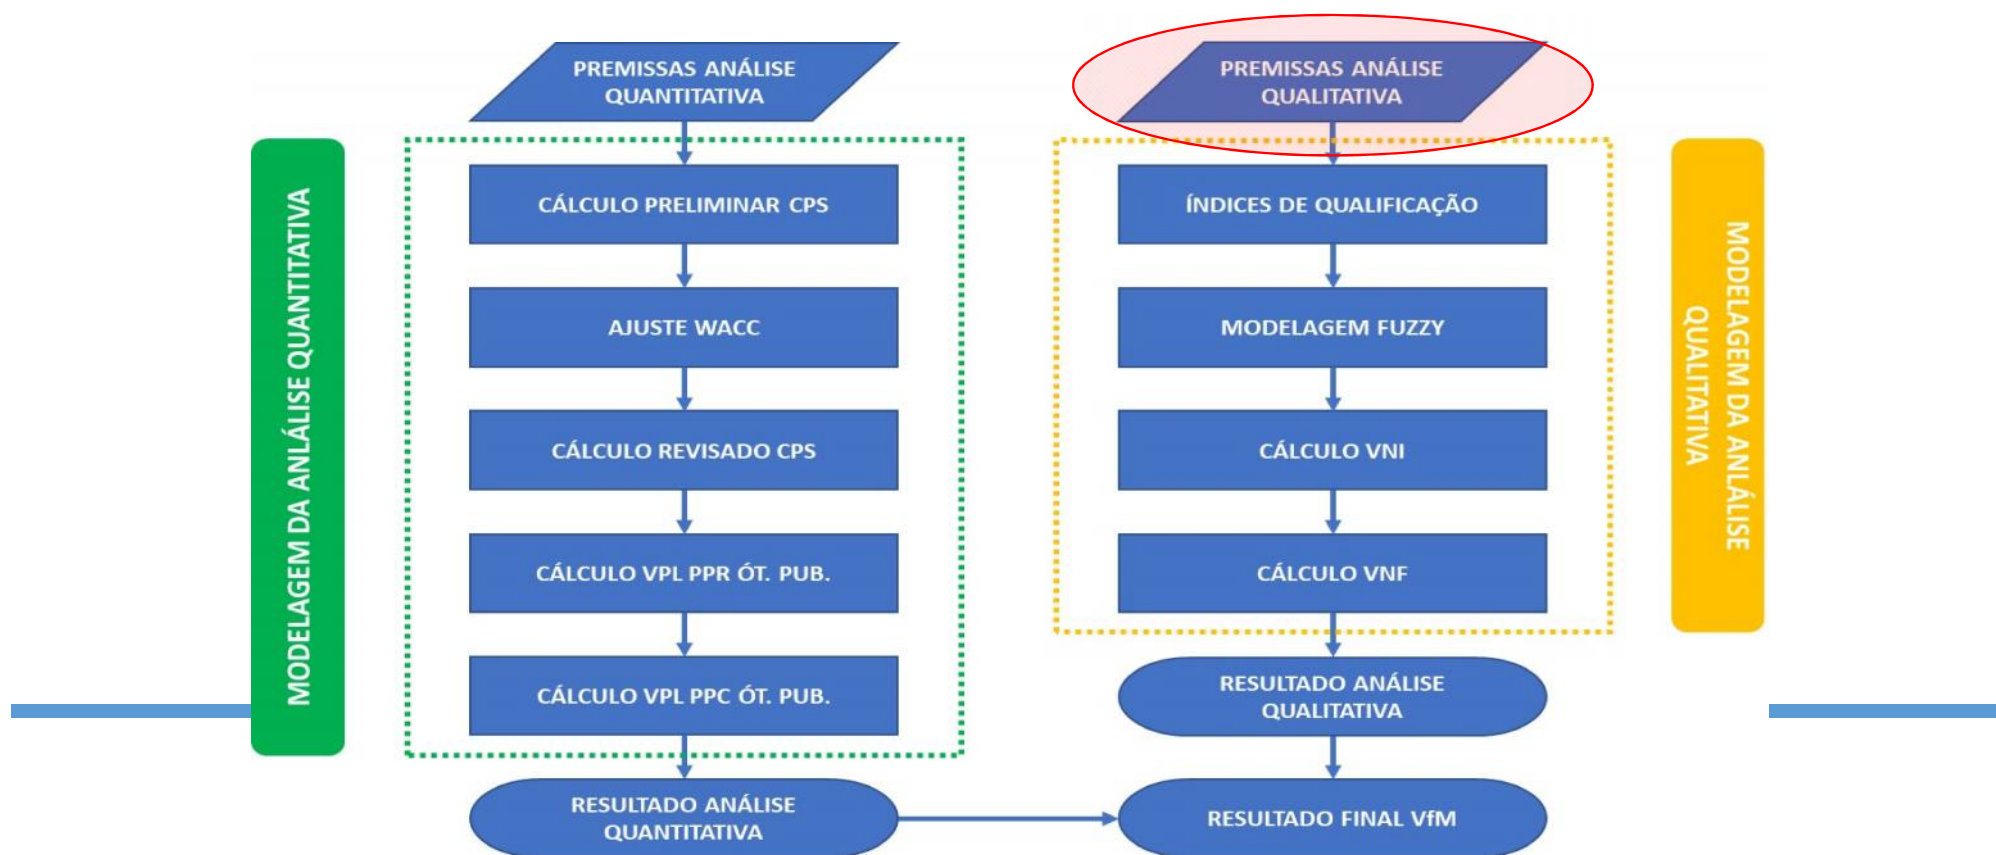 PREMISSAS ANÁLISE
QUANTITATIVA
PREMISSAS ANÁLISE
QUALITATIVA
MODELAGEM DA ANLÁLISE QUANTITATIVA
CÁLCULO PRELIMINAR CPS
AJUSTE WACC
CÁLCULO REVISADO CPS
CÁLCULO VPL PPR ÓT. PUB.
CÁLCULO VPL PPC ÓT. PUB.
RESULTADO ANÁLISE
QUANTITATIVA
ÍNDICES DE QUALIFICAÇÃO
MODELAGEM FUZZY
CÁLCULO VNI
CÁLCULO VNF
RESULTADO ANÁLISE
QUALITATIVA
RESULTADO FINAL VfM
MODELAGEM DA ANLÁLISE
QUALITATIVA